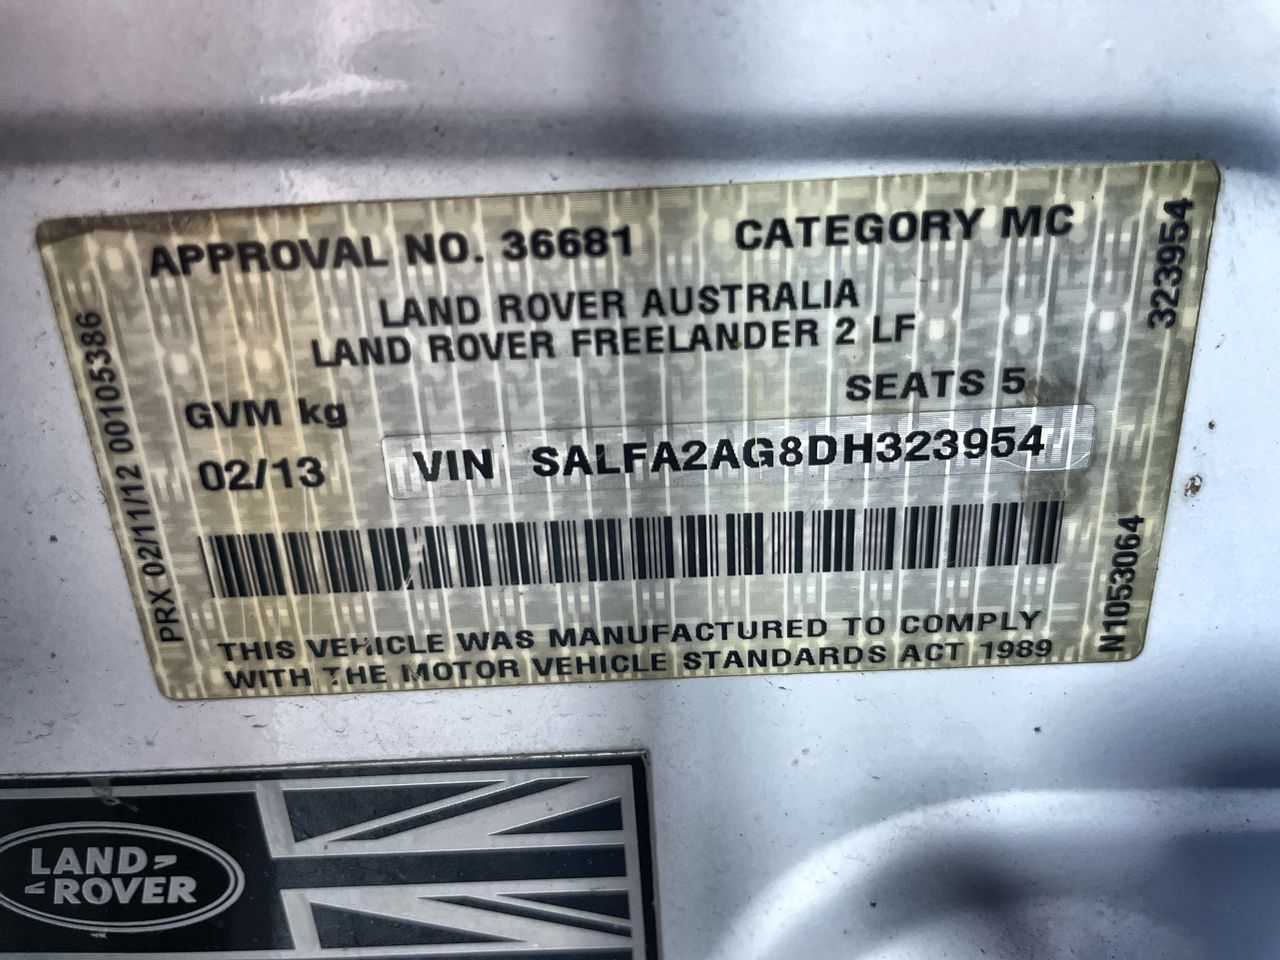 APPROVAL NO. 36681 CATEGORY MC
LAND ROVER AUSTRALIA
LAND ROVER FREELANDER 2 LF
SEATS 5
GVM kg
02/13 VIN SALFA2AG8DH323954
THIS VEHICLE WAS MANUFACTURED TO COMPLY
WITH THE MOTOR VEHICLE STANDARDS ACT 1989
PRX 02/11/12 00105386
323954
N1053064
LAND
ROVER